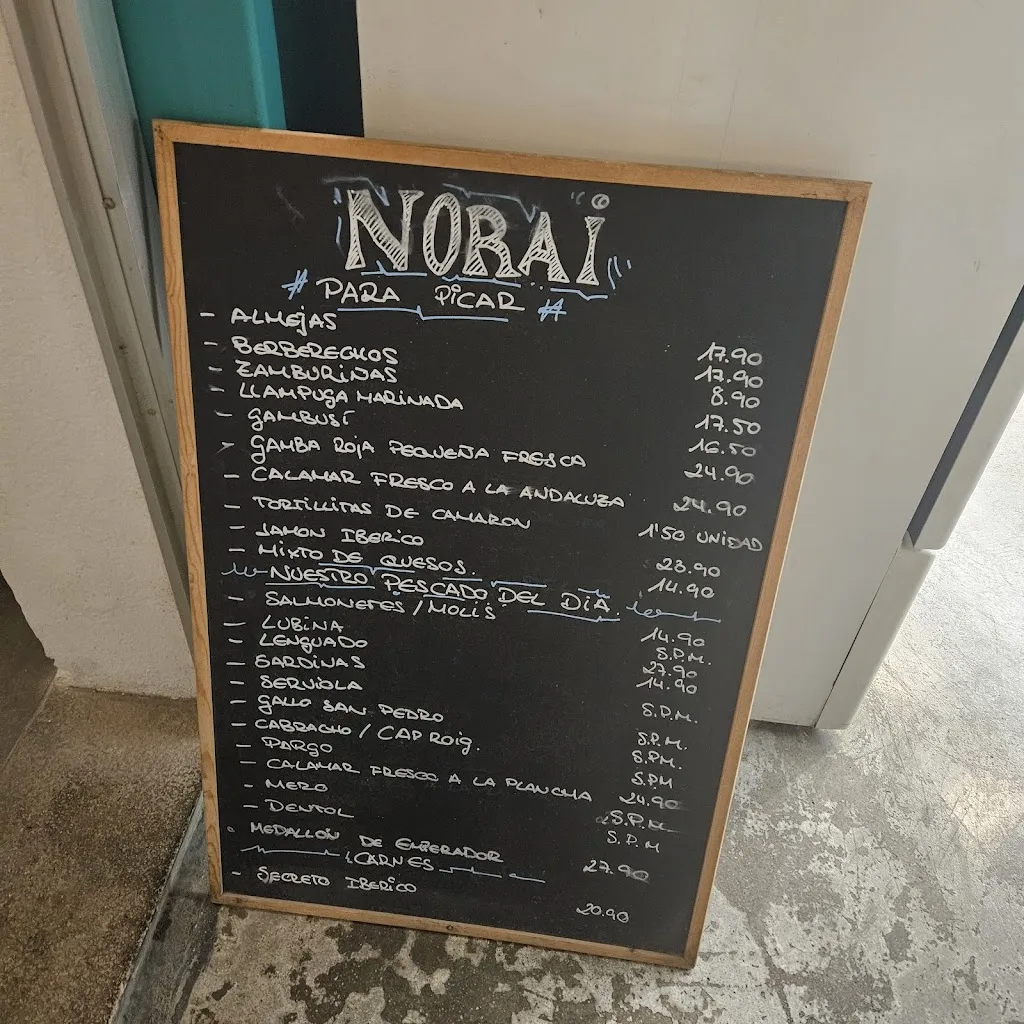 NORAI
# PARA PICAR #
- ALMEJAS 17.90
- BERBERECHOS 17.90
- ZAMBURIÑAS 8.90
- LLAMPUGA MARINADA 17.50
- GAMBUSÍ 16.50
- GAMBA ROJA PEQUEÑA FRESCA 24.90
- CALAMAR FRESCO A LA ANDALUZA 24.90
- TORTILLITAS DE CAMARON 1'50 UNIDAD
- JAMON IBERICO 23.90
- MIXTO DE QUESOS. 14.90
NUESTRO PESCADO DEL DÍA.
- SALMONETES / MOLLS 14.90
- LUBINA S.P.M.
- LENGUADO 27.90
- SARDINAS 14.90
- SERVIOLA S.P.M.
- GALLO SAN PEDRO S.P.M.
- CABRACHO / CAP ROIG. S.P.M.
- PARGO S.P.M
- CALAMAR FRESCO A LA PLANCHA 24.90
- MERO S.P.M
- DENTOL S.P.M
- MEDALLÓN DE EMPERADOR 27.90
CARNES
- SECRETO IBERICO 20.90